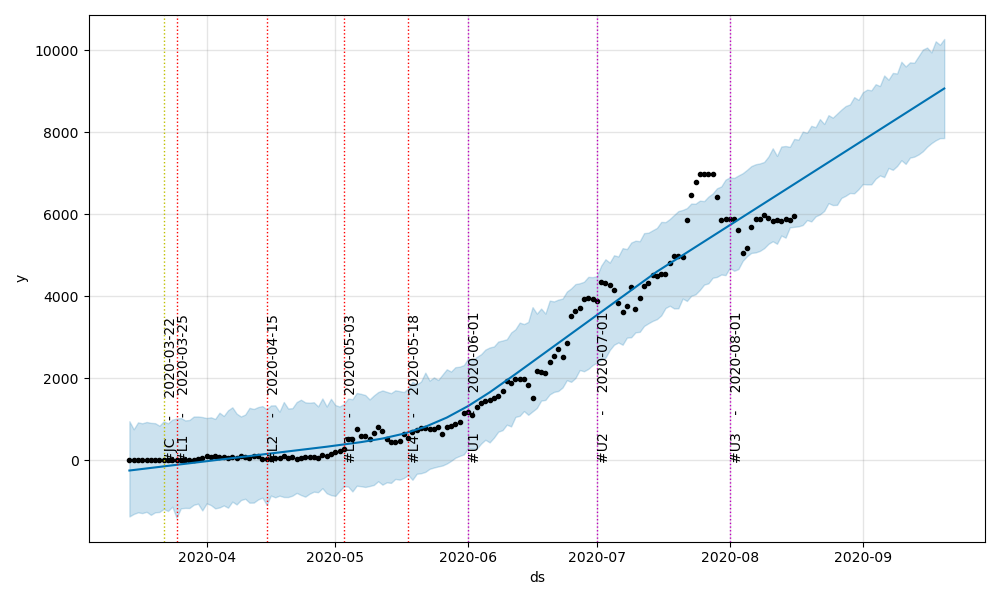 y
10000
8000
6000
4000
2000
0
#JC - 2020-03-22
#L1 - 2020-03-25
#L2 - 2020-04-15
#L3 - 2020-05-03
#L4 - 2020-05-18
#U1 - 2020-06-01
#U2 - 2020-07-01
#U3 - 2020-08-01
2020-04
2020-05
2020-06
2020-07
2020-08
2020-09
ds